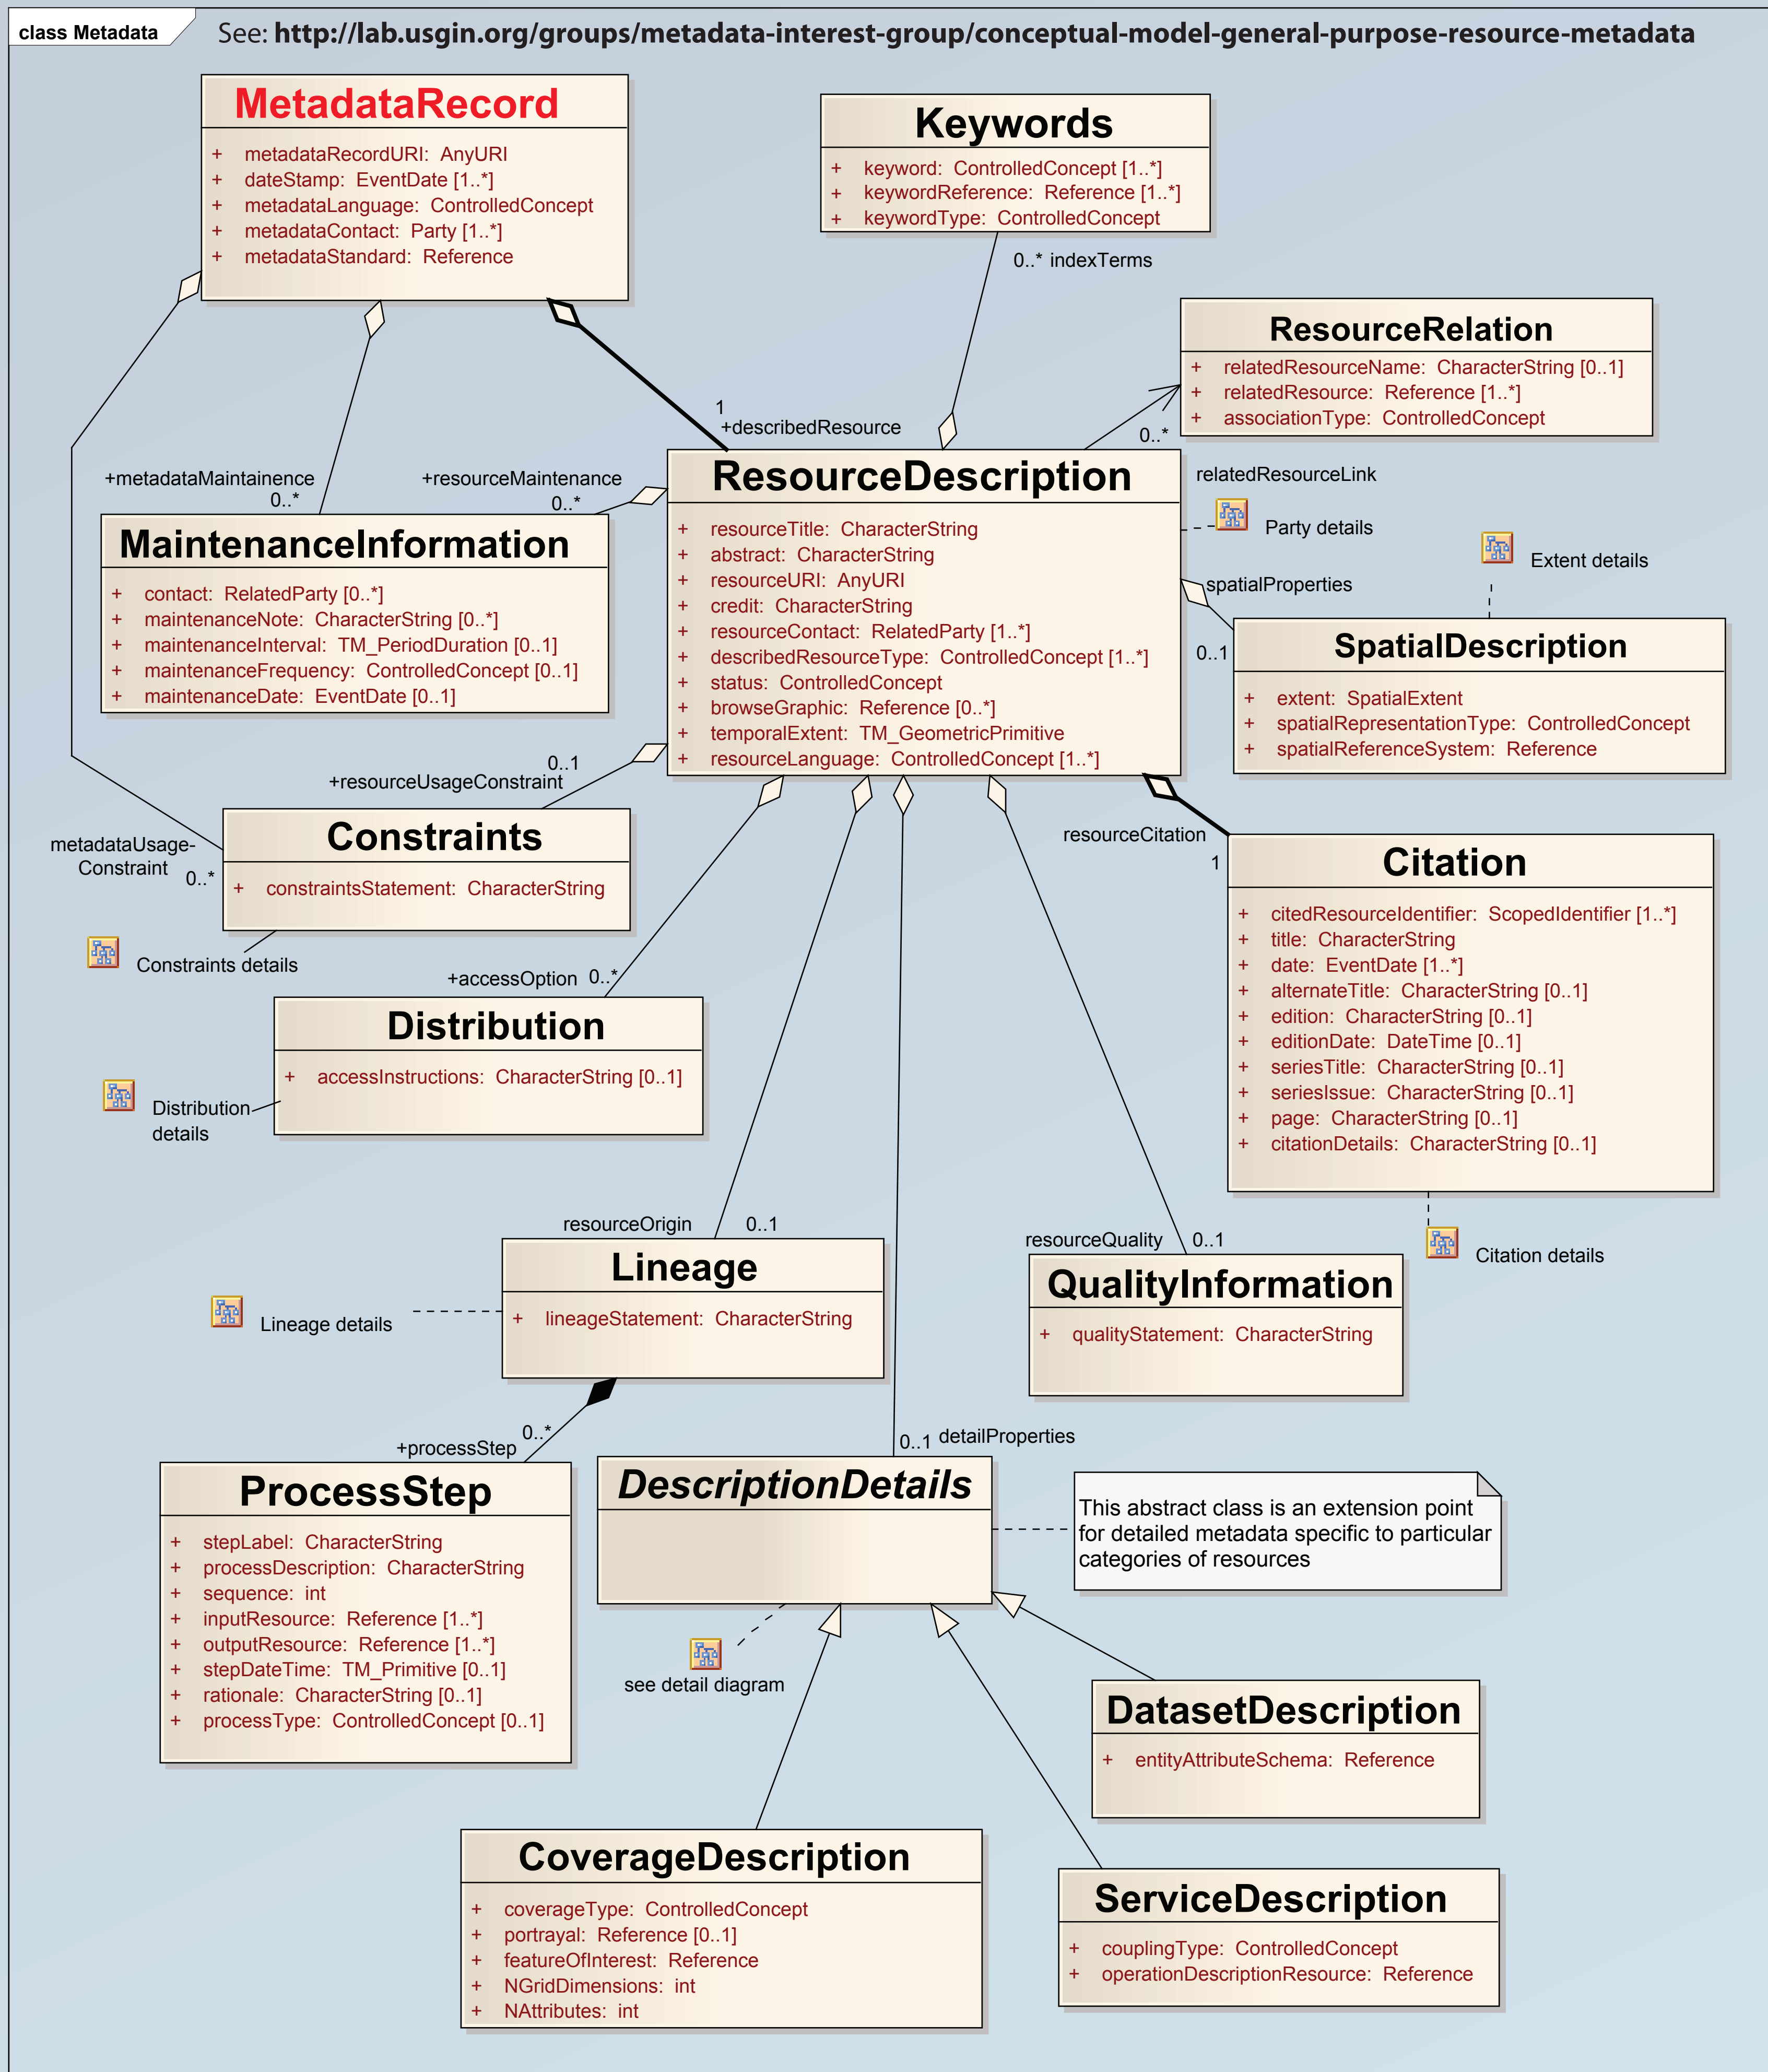 class Metadata
See: http://lab.usgin.org/groups/metadata-interest-group/conceptual-model-general-purpose-resource-metadata
MetadataRecord
+ metadataRecordURI: AnyURI
+ dateStamp: EventDate [1..*]
+ metadataLanguage: ControlledConcept
+ metadataContact: Party [1..*]
+ metadataStandard: Reference
Keywords
+ keyword: ControlledConcept [1..*]
+ keywordReference: Reference [1..*]
+ keywordType: ControlledConcept
0..* indexTerms
ResourceRelation
+ relatedResourceName: CharacterString [0..1]
+ relatedResource: Reference [1..*]
+ associationType: ControlledConcept
1
+describedResource
0..*
relatedResourceLink
+metadataMaintainence
0..*
+resourceMaintenance
0..*
MaintenanceInformation
+ contact: RelatedParty [0..*]
+ maintenanceNote: CharacterString [0..*]
+ maintenanceInterval: TM_PeriodDuration [0..1]
+ maintenanceFrequency: ControlledConcept [0..1]
+ maintenanceDate: EventDate [0..1]
ResourceDescription
+ resourceTitle: CharacterString
+ abstract: CharacterString
+ resourceURI: AnyURI
+ credit: CharacterString
+ resourceContact: RelatedParty [1..*]
+ describedResourceType: ControlledConcept [1..*]
+ status: ControlledConcept
+ browseGraphic: Reference [0..*]
+ temporalExtent: TM_GeometricPrimitive
+ resourceLanguage: ControlledConcept [1..*]
Party details
Extent details
spatialProperties
0..1
SpatialDescription
+ extent: SpatialExtent
+ spatialRepresentationType: ControlledConcept
+ spatialReferenceSystem: Reference
0..1
+resourceUsageConstraint
metadataUsage-
Constraint
0..*
Constraints
+ constraintsStatement: CharacterString
Constraints details
resourceCitation
1
Citation
+ citedResourceIdentifier: ScopedIdentifier [1..*]
+ title: CharacterString
+ date: EventDate [1..*]
+ alternateTitle: CharacterString [0..1]
+ edition: CharacterString [0..1]
+ editionDate: DateTime [0..1]
+ seriesTitle: CharacterString [0..1]
+ seriesIssue: CharacterString [0..1]
+ page: CharacterString [0..1]
+ citationDetails: CharacterString [0..1]
Citation details
+accessOption 0..*
Distribution
+ accessInstructions: CharacterString [0..1]
Distribution
details
resourceOrigin 0..1
Lineage
+ lineageStatement: CharacterString
Lineage details
resourceQuality 0..1
QualityInformation
+ qualityStatement: CharacterString
0..*
+processStep
ProcessStep
+ stepLabel: CharacterString
+ processDescription: CharacterString
+ sequence: int
+ inputResource: Reference [1..*]
+ outputResource: Reference [1..*]
+ stepDateTime: TM_Primitive [0..1]
+ rationale: CharacterString [0..1]
+ processType: ControlledConcept [0..1]
0..1 detailProperties
DescriptionDetails
This abstract class is an extension point
for detailed metadata specific to particular
categories of resources
see detail diagram
DatasetDescription
+ entityAttributeSchema: Reference
CoverageDescription
+ coverageType: ControlledConcept
+ portrayal: Reference [0..1]
+ featureOfInterest: Reference
+ NGridDimensions: int
+ NAttributes: int
ServiceDescription
+ couplingType: ControlledConcept
+ operationDescriptionResource: Reference